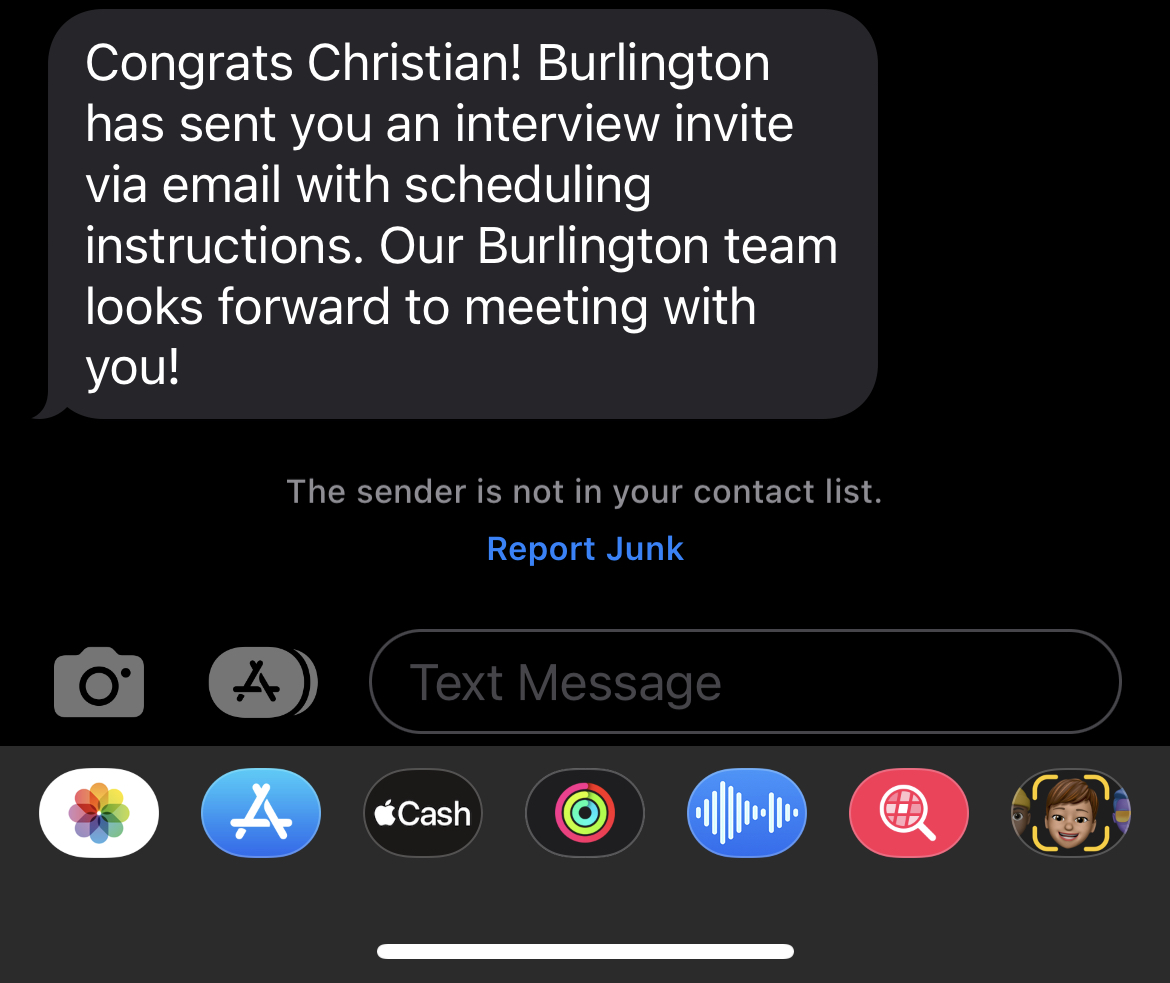 Congrats Christian! Burlington
has sent you an interview invite
via email with scheduling
instructions. Our Burlington team
looks forward to meeting with
you!
The sender is not in your contact list.
Report Junk
Text Message
Cash